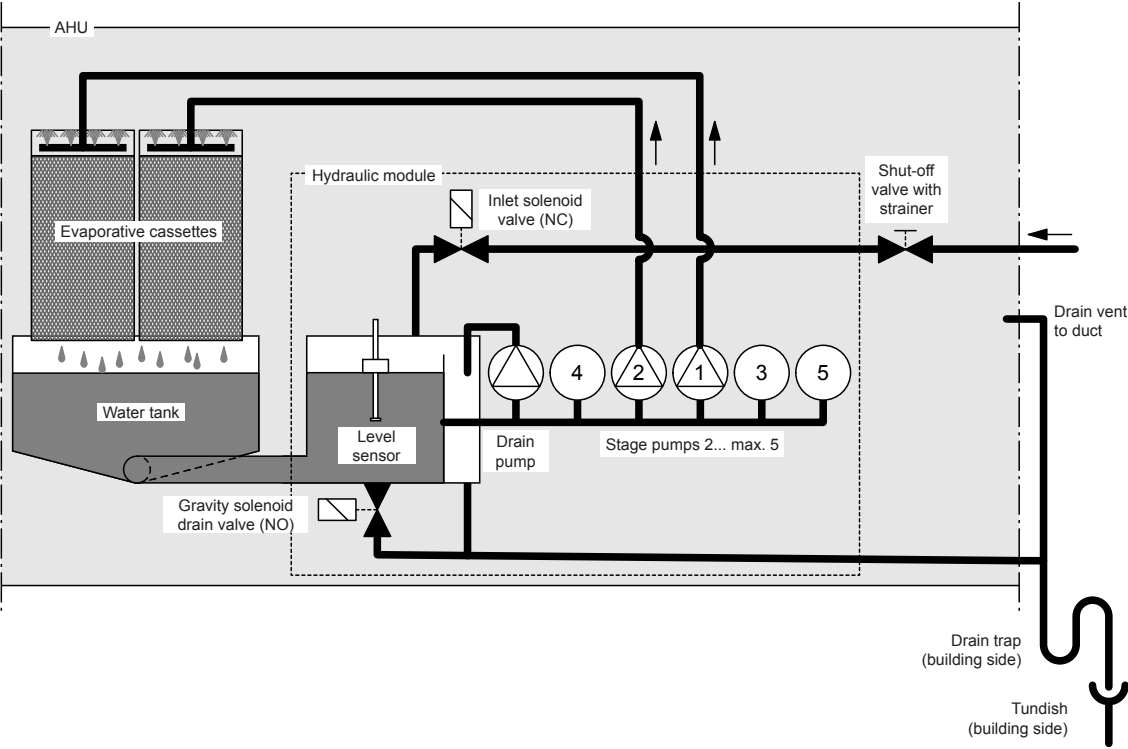 AHU
Hydraulic module
Inlet solenoid
valve (NC)
Shut-off
valve with
strainer
Evaporative cassettes
Drain vent
to duct
4
2
1
3
5
Water tank
Level
sensor
Drain
pump
Stage pumps 2... max. 5
Gravity solenoid
drain valve (NO)
Drain trap
(building side)
Tundish
(building side)